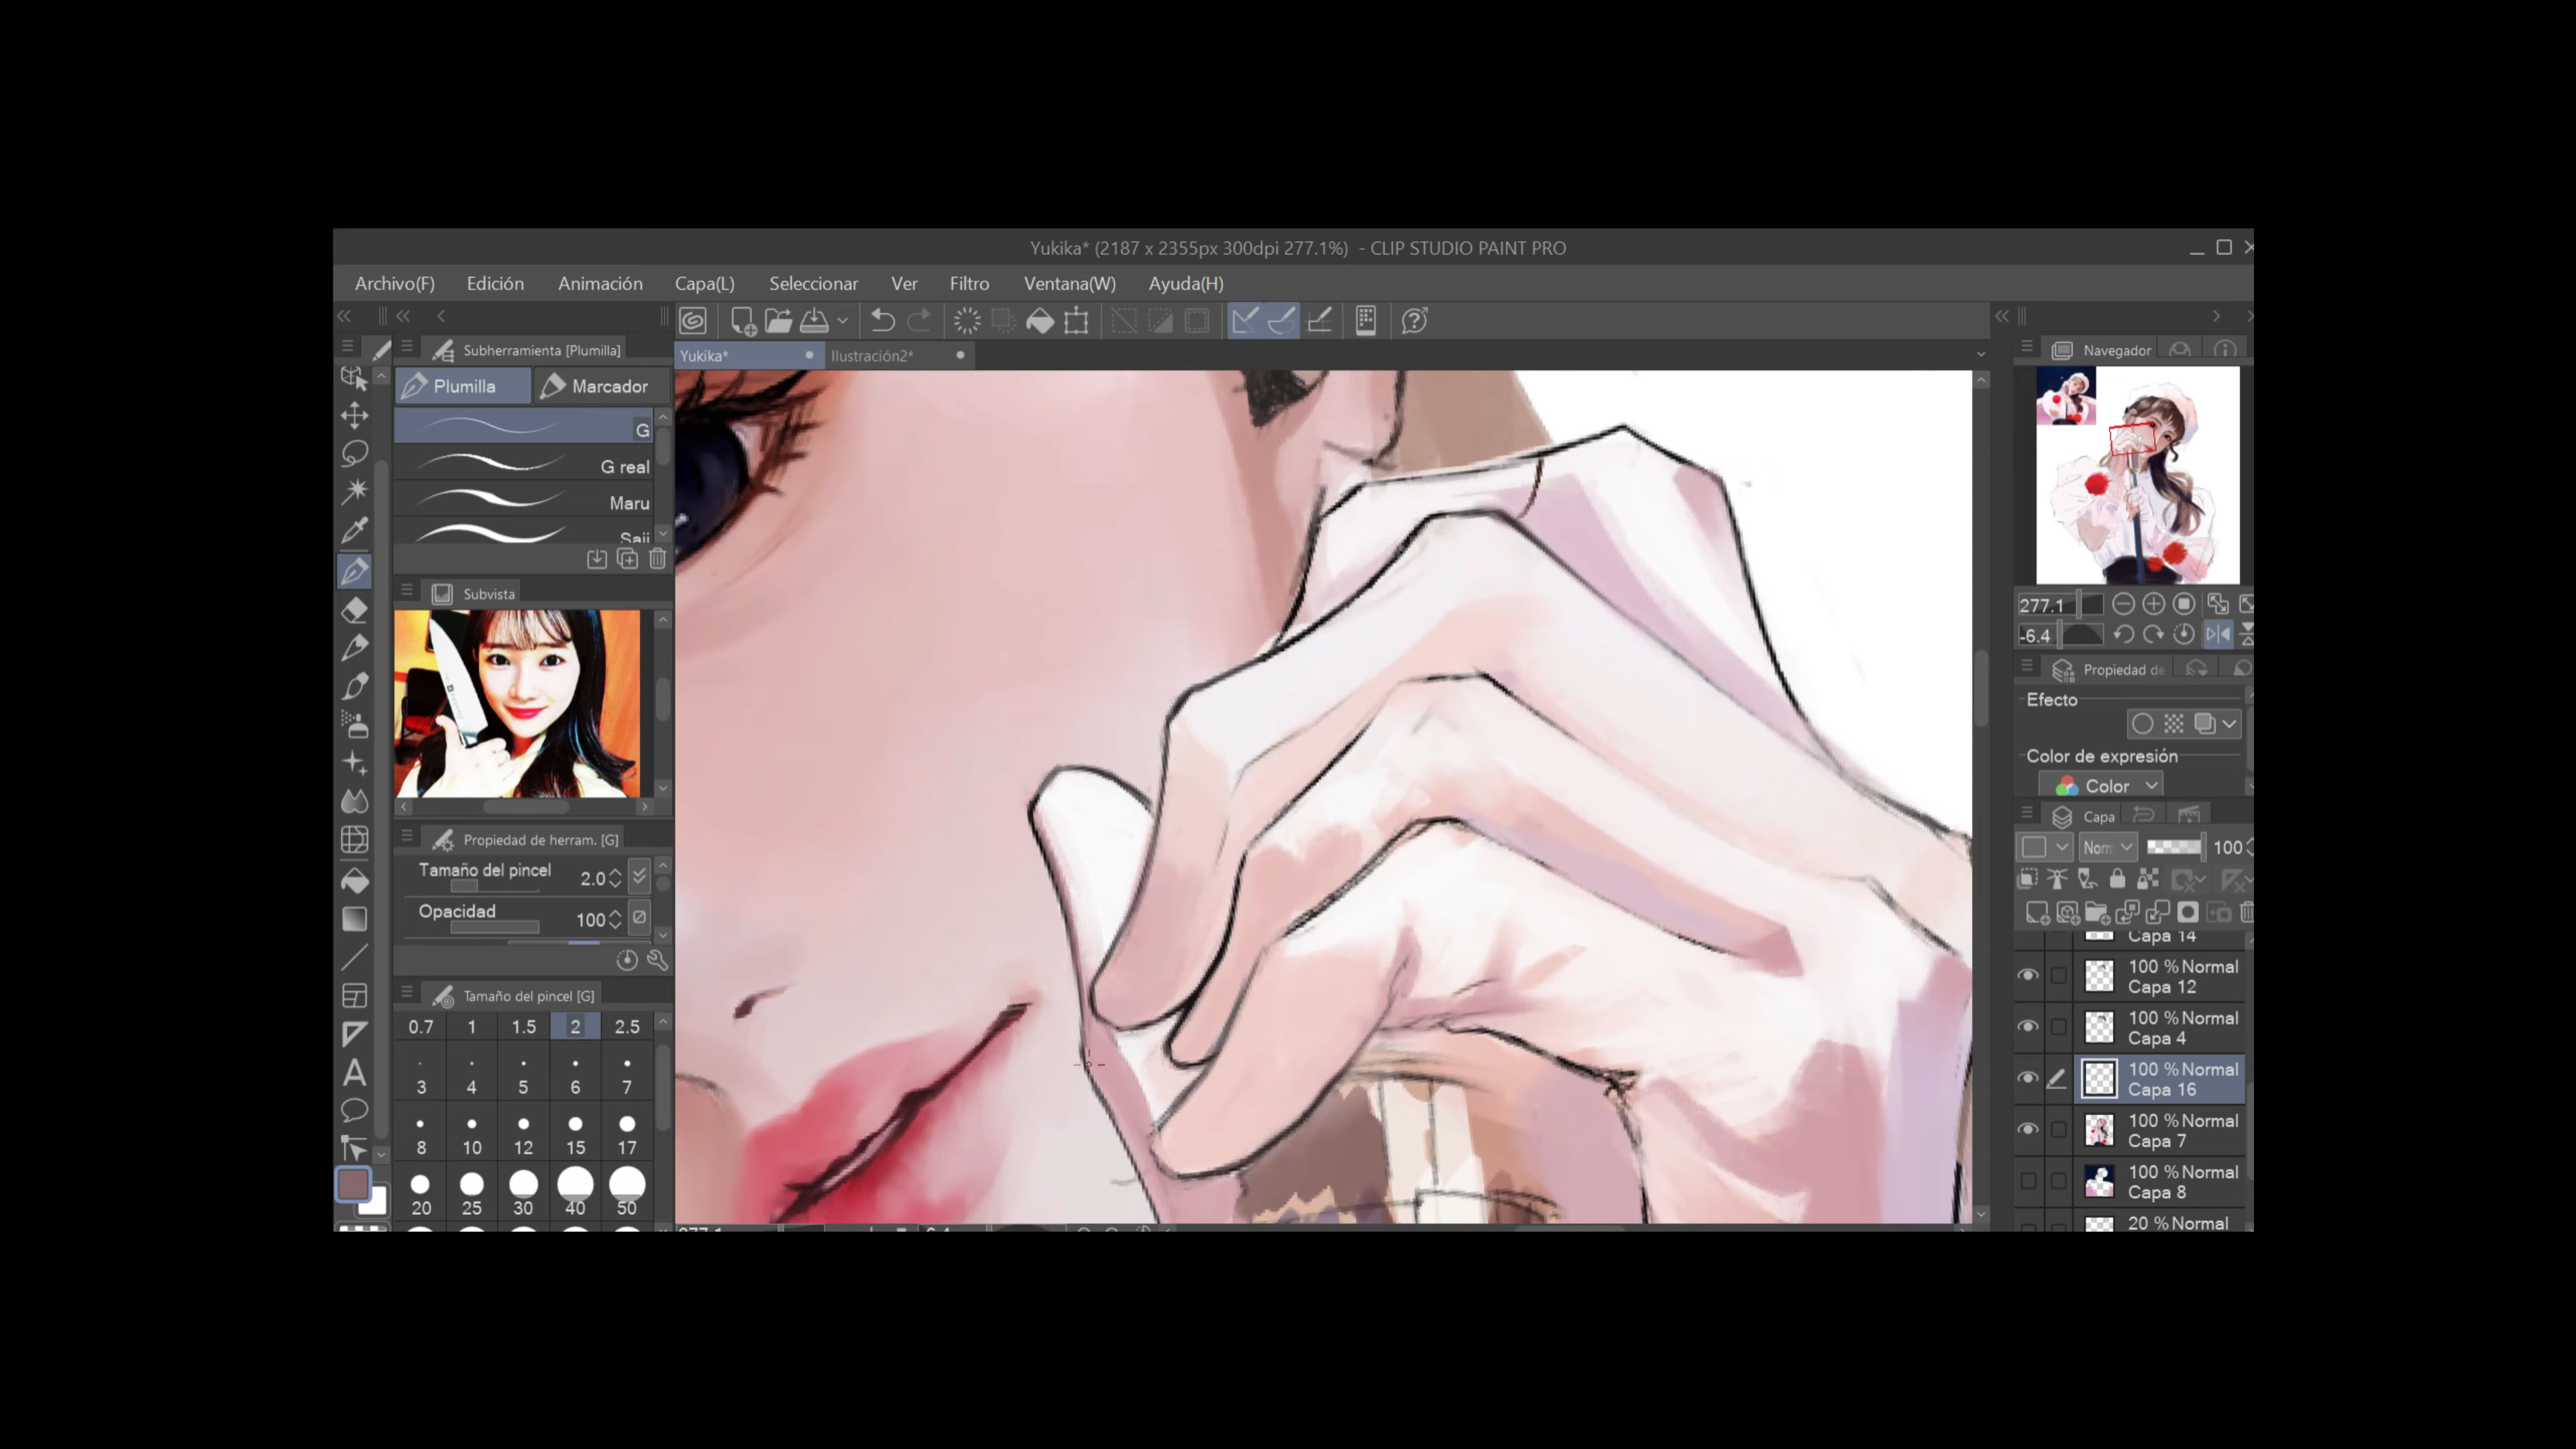 Yukika* (2187 x 2355px 300dpi 277.1%) - CLIP STUDIO PAINT PRO
Archivo(F) Edición Animación Capa(L) Seleccionar Ver Filtro Ventana(W) Ayuda(H)
Subherramienta [Plumilla]
Plumilla Marcador
G
G real
Maru
Saji
Subvista
Propiedad de herram. [G]
Tamaño del pincel 2.0
Opacidad 100
Tamaño del pincel [G]
0.7 1 1.5 2 2.5
3 4 5 6 7
8 10 12 15 17
20 25 30 40 50
Yukika* Ilustración2*
Navegador
277.1
-6.4
Propiedad de
Efecto
Color de expresión
Color
Capa
Norm 100
Capa 14
100 % Normal
Capa 12
100 % Normal
Capa 4
100 % Normal
Capa 16
100 % Normal
Capa 7
100 % Normal
Capa 8
20 % Normal